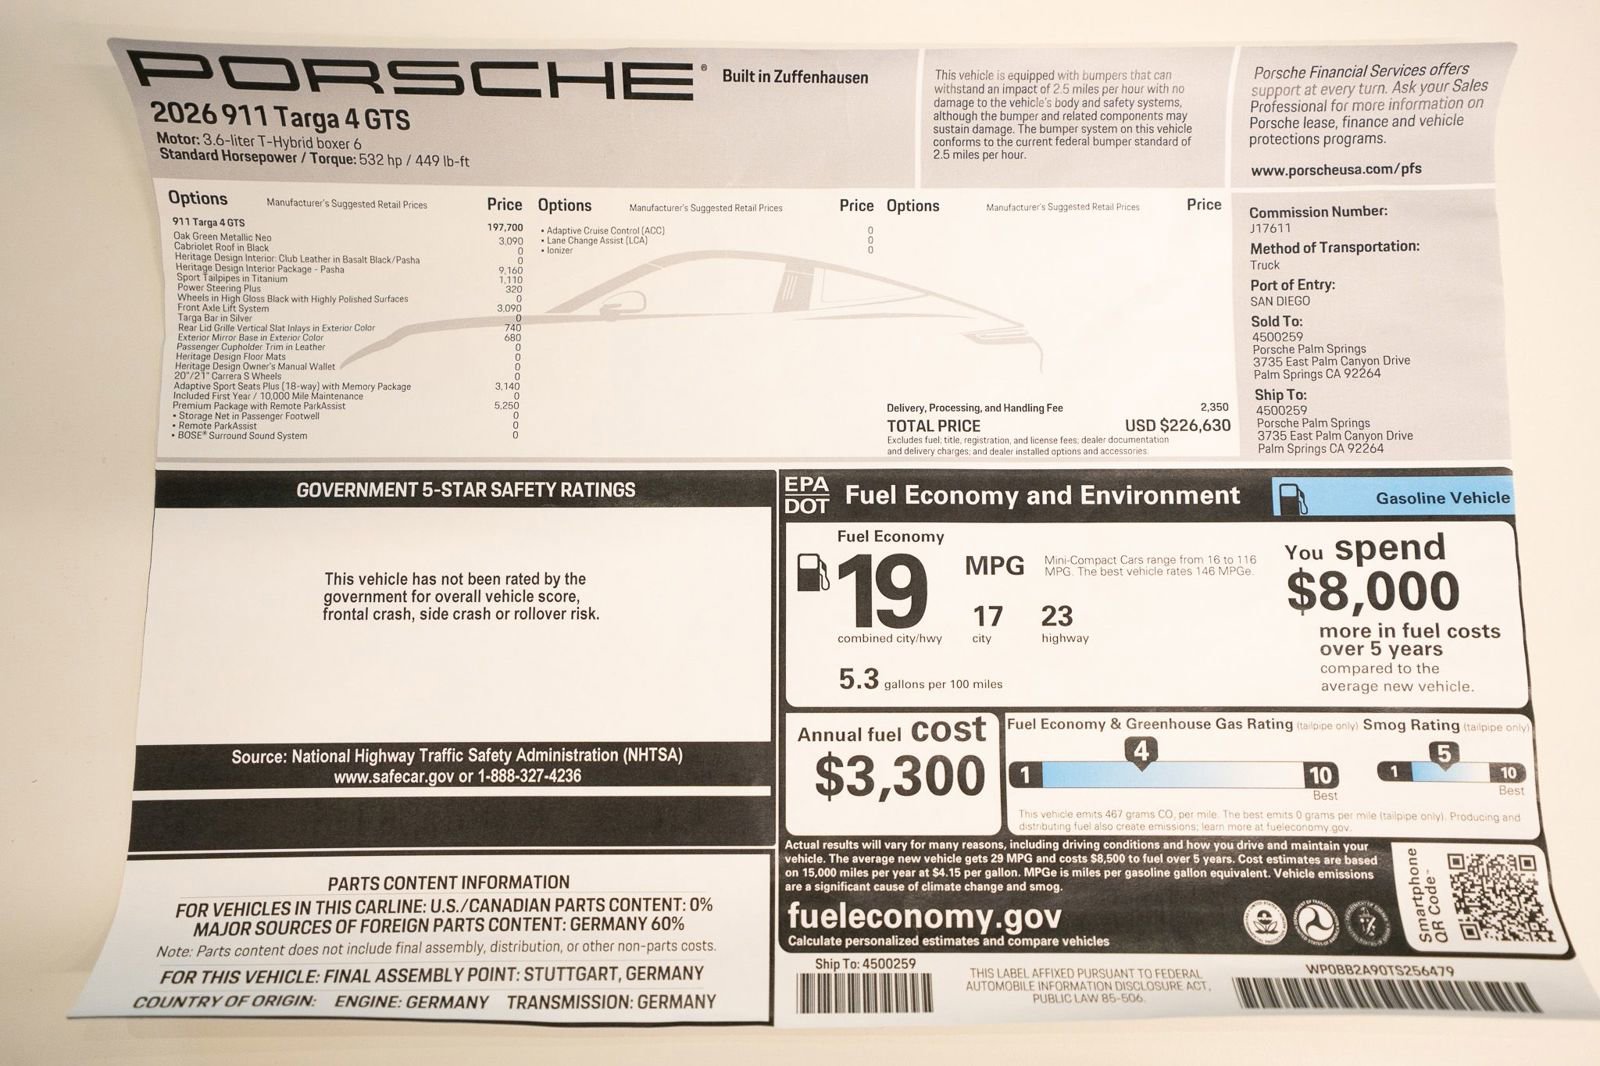 PORSCHE®
Built in Zuffenhausen
2026 911 Targa 4 GTS
Motor: 3.6-liter T-Hybrid boxer 6
Standard Horsepower / Torque: 532 hp / 449 lb-ft
This vehicle is equipped with bumpers that can
withstand an impact of 2.5 miles per hour with no
damage to the vehicle's body and safety systems,
although the bumper and related components may
sustain damage. The bumper system on this vehicle
conforms to the current federal bumper standard of
2.5 miles per hour.
Porsche Financial Services offers
support at every turn. Ask your Sales
Professional for more information on
Porsche lease, finance and vehicle
protections programs.
www.porscheusa.com/pfs
Options Manufacturer's Suggested Retail Prices Price
911 Targa 4 GTS 197,700
Oak Green Metallic Neo 3,090
Cabriolet Roof in Black 0
Heritage Design Interior: Club Leather in Basalt Black/Pasha 0
Heritage Design Interior Package - Pasha 9,160
Sport Tailpipes in Titanium 1,110
Power Steering Plus 320
Wheels in High Gloss Black with Highly Polished Surfaces 0
Front Axle Lift System 3,090
Targa Bar in Silver 0
Rear Lid Grille Vertical Slat Inlays in Exterior Color 740
Exterior Mirror Base in Exterior Color 680
Passenger Cupholder Trim in Leather 0
Heritage Design Floor Mats 0
Heritage Design Owner's Manual Wallet 0
20"/21" Carrera S Wheels 0
Adaptive Sport Seats Plus (18-way) with Memory Package 3,140
Included First Year / 10,000 Mile Maintenance 0
Premium Package with Remote ParkAssist 5,250
• Storage Net in Passenger Footwell 0
• Remote ParkAssist 0
• BOSE® Surround Sound System 0
Options Manufacturer's Suggested Retail Prices Price
• Adaptive Cruise Control (ACC) 0
• Lane Change Assist (LCA) 0
• Ionizer 0
Options Manufacturer's Suggested Retail Prices Price
Delivery, Processing, and Handling Fee 2,350
TOTAL PRICE USD $226,630
Excludes fuel; title, registration, and license fees; dealer documentation
and delivery charges; and dealer installed options and accessories.
Commission Number:
J17611
Method of Transportation:
Truck
Port of Entry:
SAN DIEGO
Sold To:
4500259
Porsche Palm Springs
3735 East Palm Canyon Drive
Palm Springs CA 92264
Ship To:
4500259
Porsche Palm Springs
3735 East Palm Canyon Drive
Palm Springs CA 92264
GOVERNMENT 5-STAR SAFETY RATINGS
This vehicle has not been rated by the
government for overall vehicle score,
frontal crash, side crash or rollover risk.
Source: National Highway Traffic Safety Administration (NHTSA)
www.safecar.gov or 1-888-327-4236
PARTS CONTENT INFORMATION
FOR VEHICLES IN THIS CARLINE: U.S./CANADIAN PARTS CONTENT: 0%
MAJOR SOURCES OF FOREIGN PARTS CONTENT: GERMANY 60%
Note: Parts content does not include final assembly, distribution, or other non-parts costs.
FOR THIS VEHICLE: FINAL ASSEMBLY POINT: STUTTGART, GERMANY
COUNTRY OF ORIGIN: ENGINE: GERMANY TRANSMISSION: GERMANY
EPA
DOT
Fuel Economy and Environment
Gasoline Vehicle
Fuel Economy
19
MPG
combined city/hwy
17
city
23
highway
Mini-Compact Cars range from 16 to 116
MPG. The best vehicle rates 146 MPGe.
5.3 gallons per 100 miles
You spend
$8,000
more in fuel costs
over 5 years
compared to the
average new vehicle.
Annual fuel cost
$3,300
Fuel Economy & Greenhouse Gas Rating (tailpipe only)
4
1 10
Best
Smog Rating (tailpipe only)
5
1 10
Best
This vehicle emits 467 grams CO₂ per mile. The best emits 0 grams per mile (tailpipe only). Producing and
distributing fuel also create emissions; learn more at fueleconomy.gov.
Actual results will vary for many reasons, including driving conditions and how you drive and maintain your
vehicle. The average new vehicle gets 29 MPG and costs $8,500 to fuel over 5 years. Cost estimates are based
on 15,000 miles per year at $4.15 per gallon. MPGe is miles per gasoline gallon equivalent. Vehicle emissions
are a significant cause of climate change and smog.
fueleconomy.gov
Calculate personalized estimates and compare vehicles
Smartphone
QR Code™
Ship To: 4500259
THIS LABEL AFFIXED PURSUANT TO FEDERAL
AUTOMOBILE INFORMATION DISCLOSURE ACT,
PUBLIC LAW 85-506.
WP0BB2A90TS256479